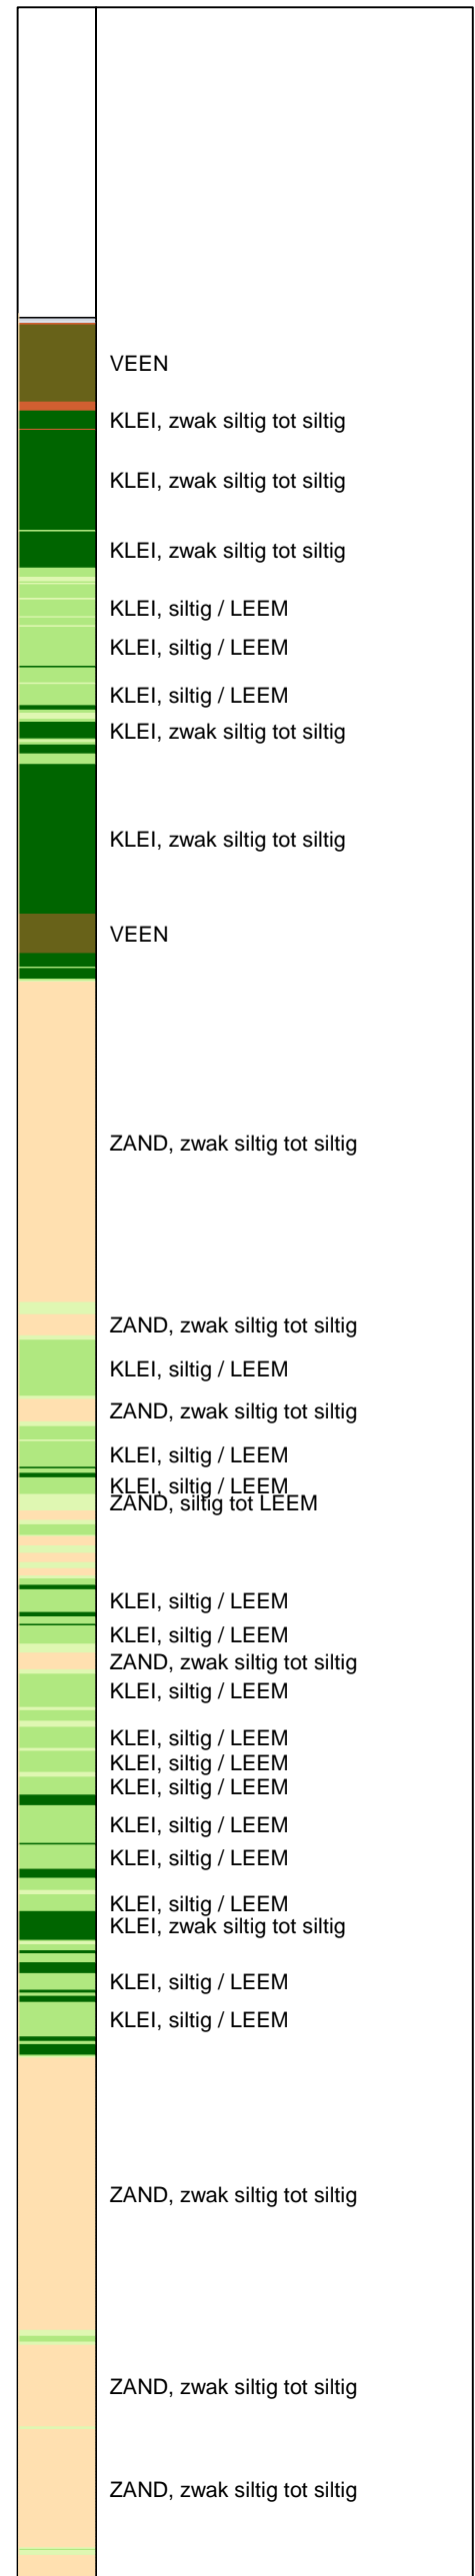 VEEN
KLEI, zwak siltig tot siltig
KLEI, zwak siltig tot siltig
KLEI, zwak siltig tot siltig
KLEI, siltig / LEEM
KLEI, siltig / LEEM
KLEI, siltig / LEEM
KLEI, zwak siltig tot siltig
KLEI, zwak siltig tot siltig
VEEN
ZAND, zwak siltig tot siltig
ZAND, zwak siltig tot siltig
KLEI, siltig / LEEM
ZAND, zwak siltig tot siltig
KLEI, siltig / LEEM
KLEI, siltig / LEEM
ZAND, siltig tot LEEM
KLEI, siltig / LEEM
KLEI, siltig / LEEM
ZAND, zwak siltig tot siltig
KLEI, siltig / LEEM
KLEI, siltig / LEEM
KLEI, siltig / LEEM
KLEI, siltig / LEEM
KLEI, siltig / LEEM
KLEI, siltig / LEEM
KLEI, siltig / LEEM
KLEI, zwak siltig tot siltig
KLEI, siltig / LEEM
KLEI, siltig / LEEM
ZAND, zwak siltig tot siltig
ZAND, zwak siltig tot siltig
ZAND, zwak siltig tot siltig